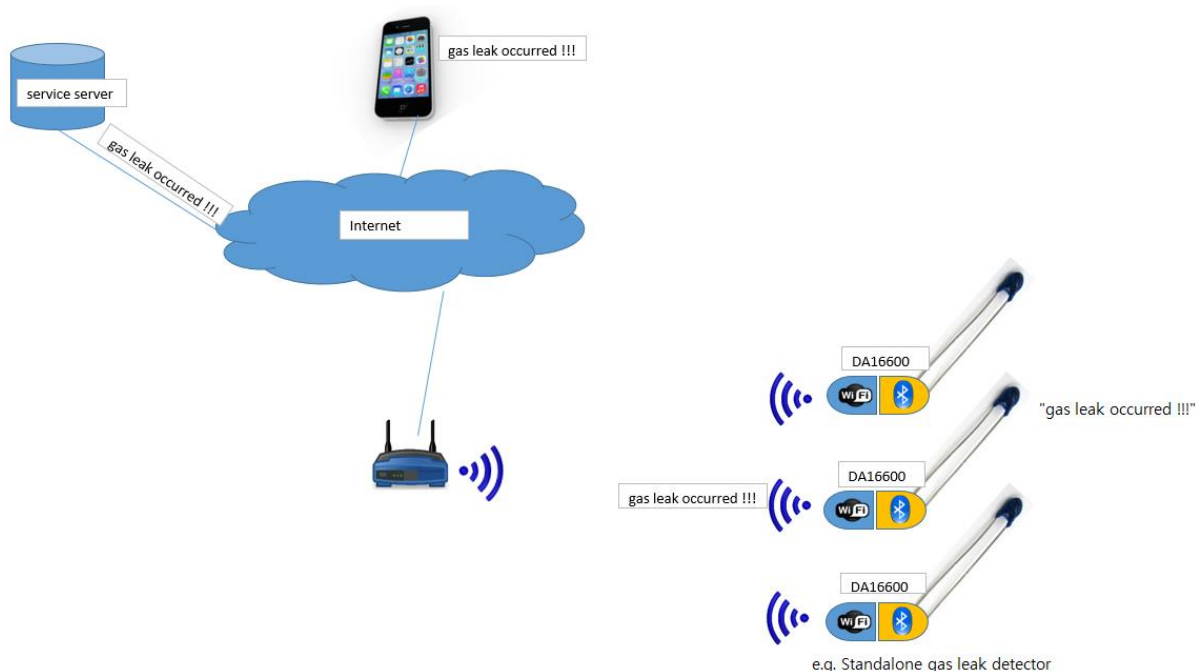 gas leak occurred !!!
service server
gas leak occurred !!!
Internet
DA16600
WiFi
"gas leak occurred !!!"
DA16600
gas leak occurred !!!
WiFi
DA16600
WiFi
e.g. Standalone gas leak detector